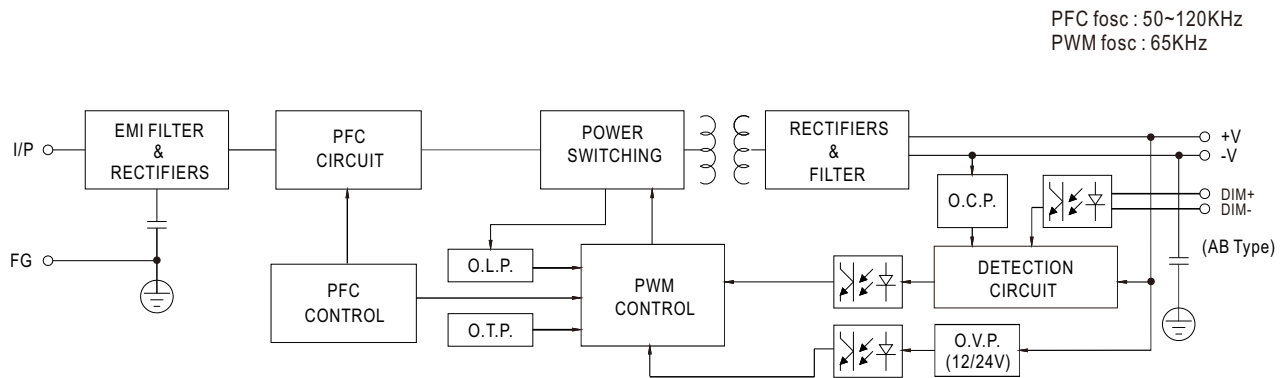 PFC fosc : 50~120KHz
PWM fosc : 65KHz
I/P
EMI FILTER
&
RECTIFIERS
PFC
CIRCUIT
POWER
SWITCHING
RECTIFIERS
&
FILTER
+V
-V
DIM+
DIM-
(AB Type)
O.C.P.
FG
O.L.P.
PFC
CONTROL
O.T.P.
PWM
CONTROL
DETECTION
CIRCUIT
O.V.P.
(12/24V)